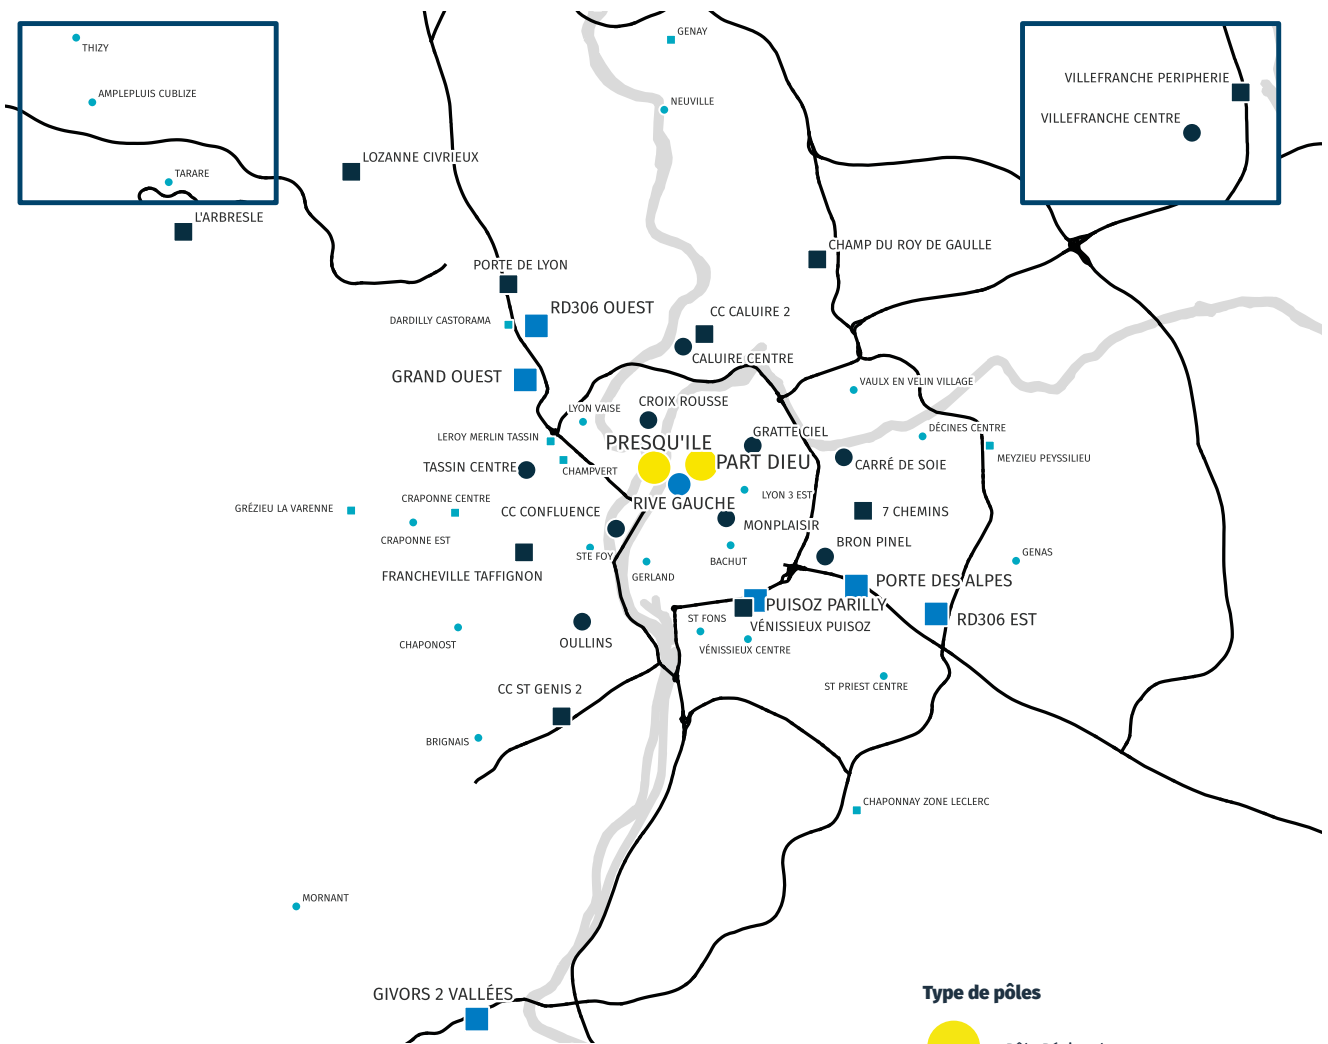 GENAY
THIZY
VILLEFRANCHE PERIPHERIE
AMPLEPLUIS CUBLIZE
NEUVILLE
VILLEFRANCHE CENTRE
LOZANNE CIVRIEUX
TARARE
L'ARBRESLE
CHAMP DU ROY DE GAULLE
PORTE DE LYON
RD306 OUEST
CC CALUIRE 2
DARDILLY CASTORAMA
CALUIRE CENTRE
GRAND OUEST
VAULX EN VELIN VILLAGE
CROIX ROUSSE
LYON VAISE
DÉCINES CENTRE
GRATTE CIEL
LEROY MERLIN TASSIN
PRESQU'ILE
MEYZIEU PEYSSILIEU
PART DIEU
CARRÉ DE SOIE
TASSIN CENTRE
CHAMPVERT
LYON 3 EST
CRAPONNE CENTRE
RIVE GAUCHE
GRÉZIEU LA VARENNE
CC CONFLUENCE
7 CHEMINS
MONPLAISIR
CRAPONNE EST
BRON PINEL
STE FOY
GENAS
BACHUT
FRANCHEVILLE TAFFIGNON
GERLAND
PORTE DES ALPES
PUISOZ PARILLY
ST FONS
RD306 EST
VÉNISSIEUX PUISOZ
CHAPONOST
OULLINS
VÉNISSIEUX CENTRE
ST PRIEST CENTRE
CC ST GENIS 2
BRIGNAIS
CHAPONNAY ZONE LECLERC
MORNANT
GIVORS 2 VALLÉES
Type de pôles